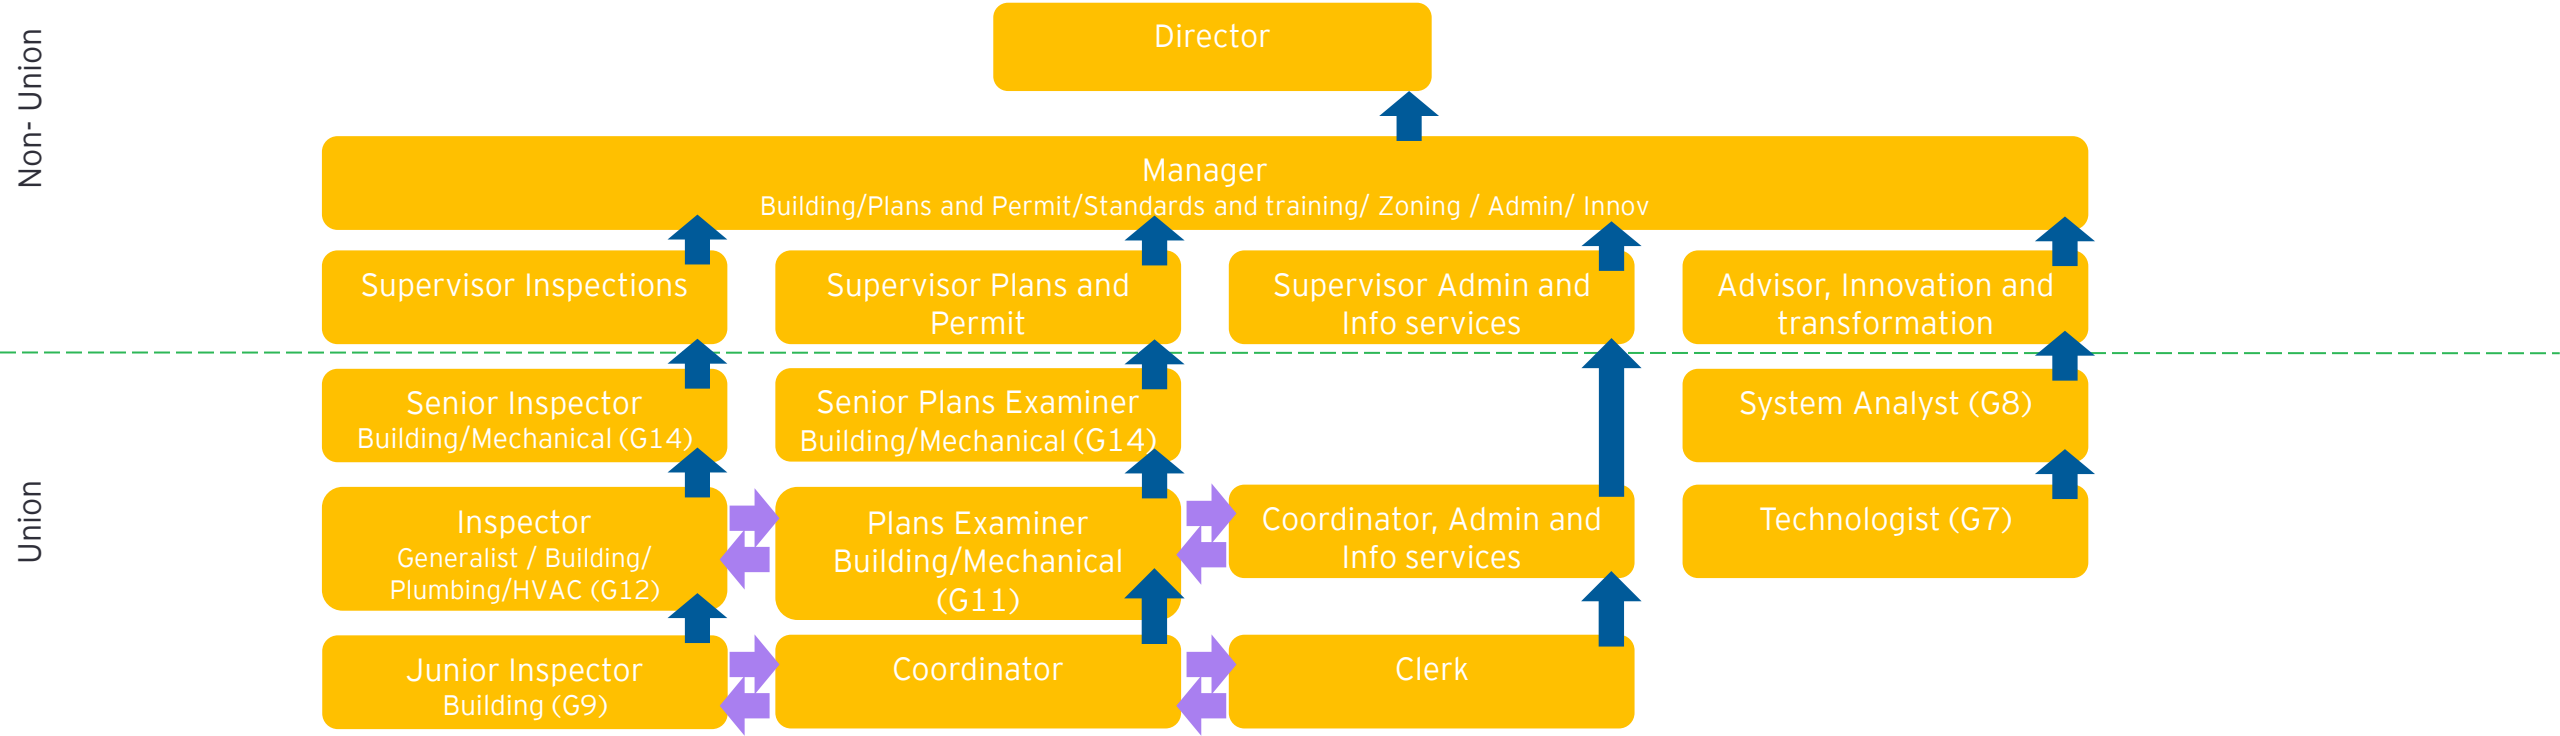 Non- Union
Director
Manager
Building/Plans and Permit/Standards and training/ Zoning / Admin/ Innov
Supervisor Inspections
Supervisor Plans and
Permit
Supervisor Admin and
Info services
Advisor, Innovation and
transformation
Union
Senior Inspector
Building/Mechanical (G14)
Senior Plans Examiner
Building/Mechanical (G14)
System Analyst (G8)
Inspector
Generalist / Building/
Plumbing/HVAC (G12)
Plans Examiner
Building/Mechanical
(G11)
Coordinator, Admin and
Info services
Technologist (G7)
Junior Inspector
Building (G9)
Coordinator
Clerk